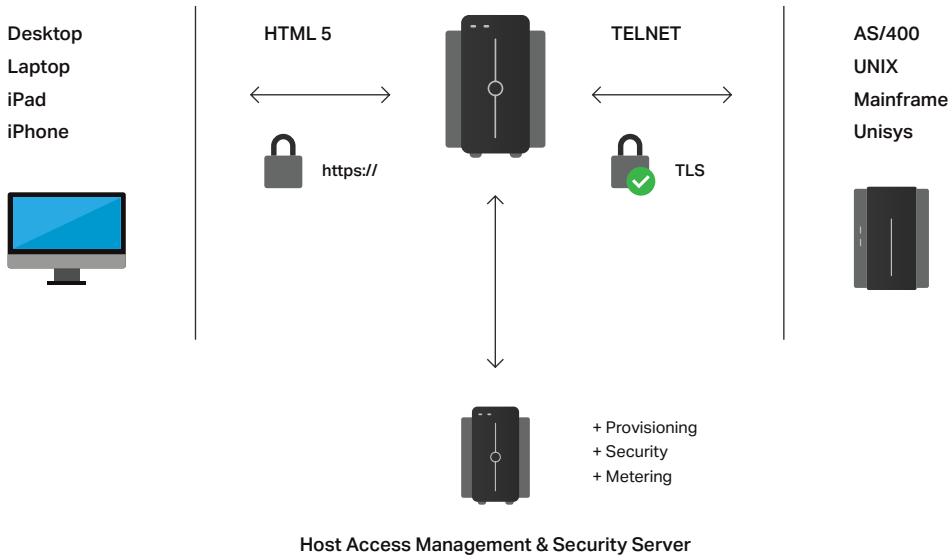 Desktop
Laptop
iPad
iPhone
HTML 5
https://
TELNET
TLS
AS/400
UNIX
Mainframe
Unisys
+ Provisioning
+ Security
+ Metering
Host Access Management & Security Server